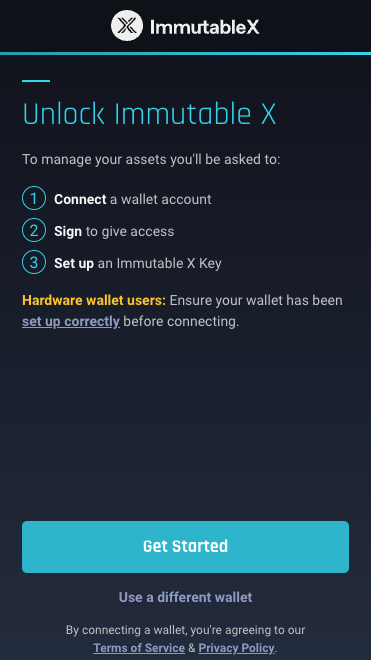 ImmutableX
Unlock Immutable X
To manage your assets you'll be asked to:
1 Connect a wallet account
2 Sign to give access
3 Set up an Immutable X Key
Hardware wallet users: Ensure your wallet has been
set up correctly before connecting.
Get Started
Use a different wallet
By connecting a wallet, you're agreeing to our
Terms of Service & Privacy Policy.